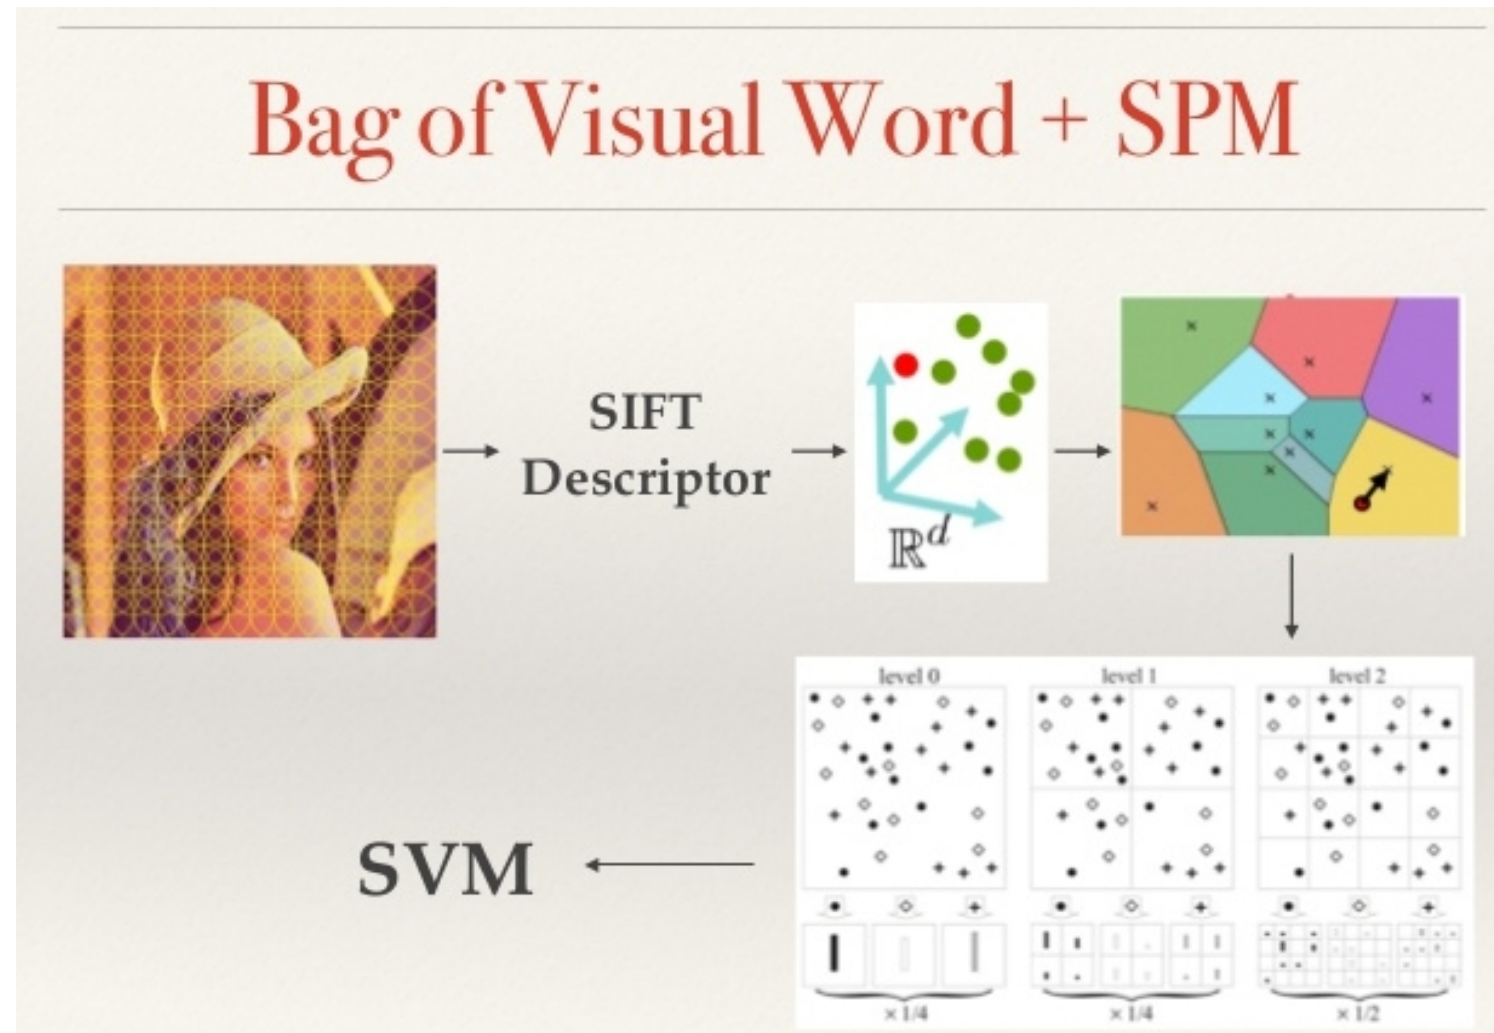 Bag of Visual Word + SPM
SIFT
Descriptor
ℝᵈ
level 0
level 1
level 2
× 1/4
× 1/4
× 1/2
SVM